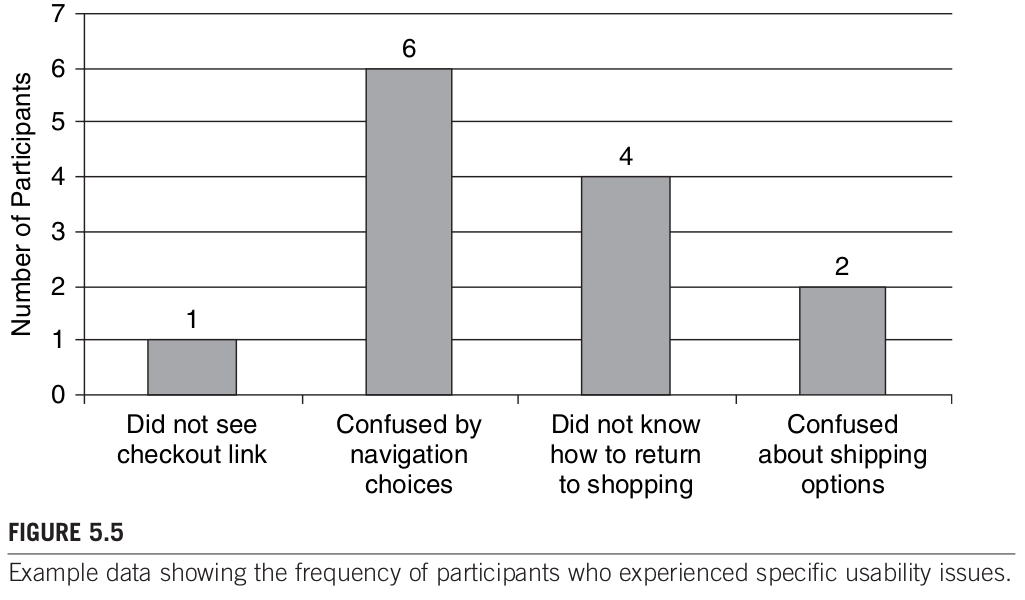 7
6
5
4
3
2
1
0
Number of Participants
1
6
4
2
Did not see
checkout link
Confused by
navigation
choices
Did not know
how to return
to shopping
Confused
about shipping
options
FIGURE 5.5
Example data showing the frequency of participants who experienced specific usability issues.